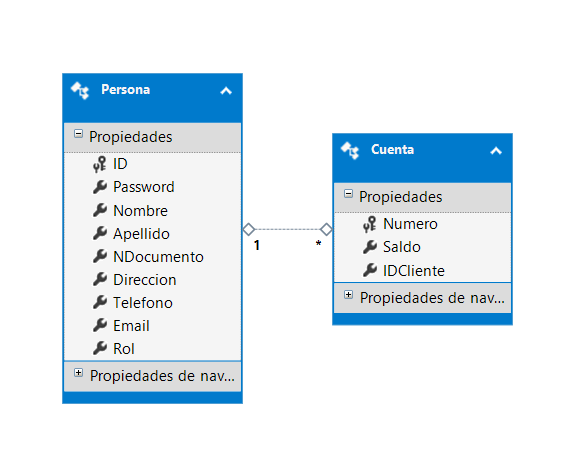 Persona
Propiedades
ID
Password
Nombre
Apellido
NDocumento
Direccion
Telefono
Email
Rol
Propiedades de nav...
1
*
Cuenta
Propiedades
Numero
Saldo
IDCliente
Propiedades de nav...